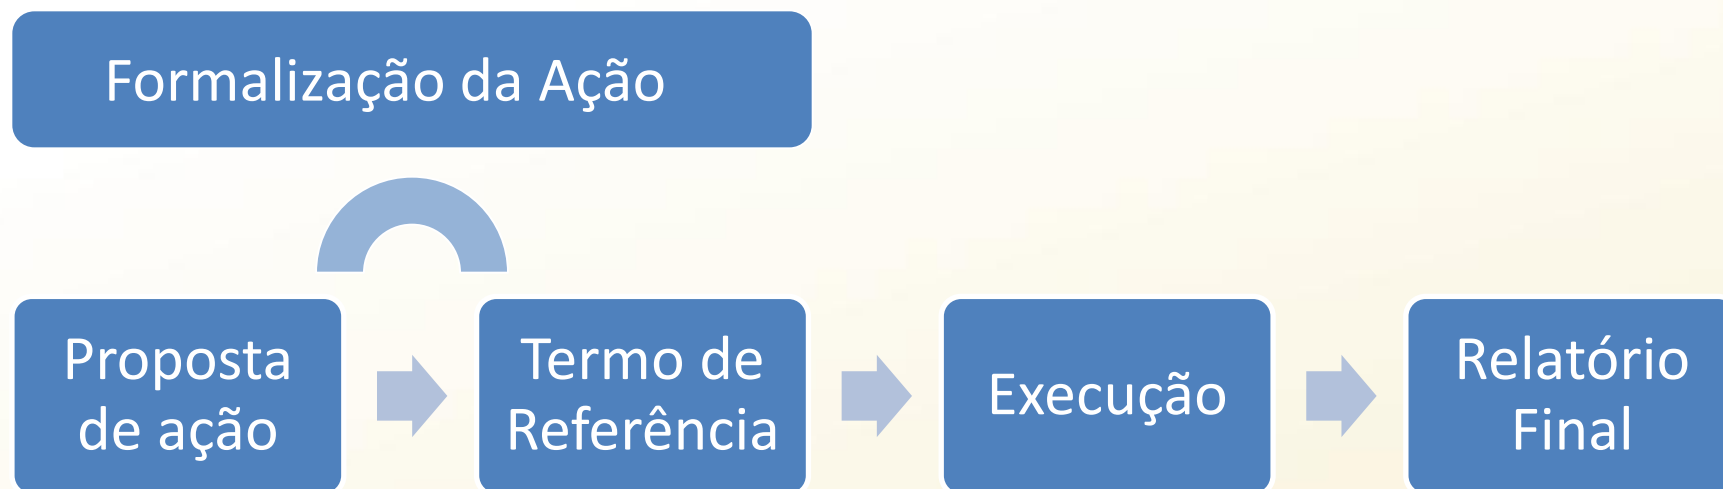 Formalização da Ação
Proposta
de ação
Termo de
Referência
Execução
Relatório
Final